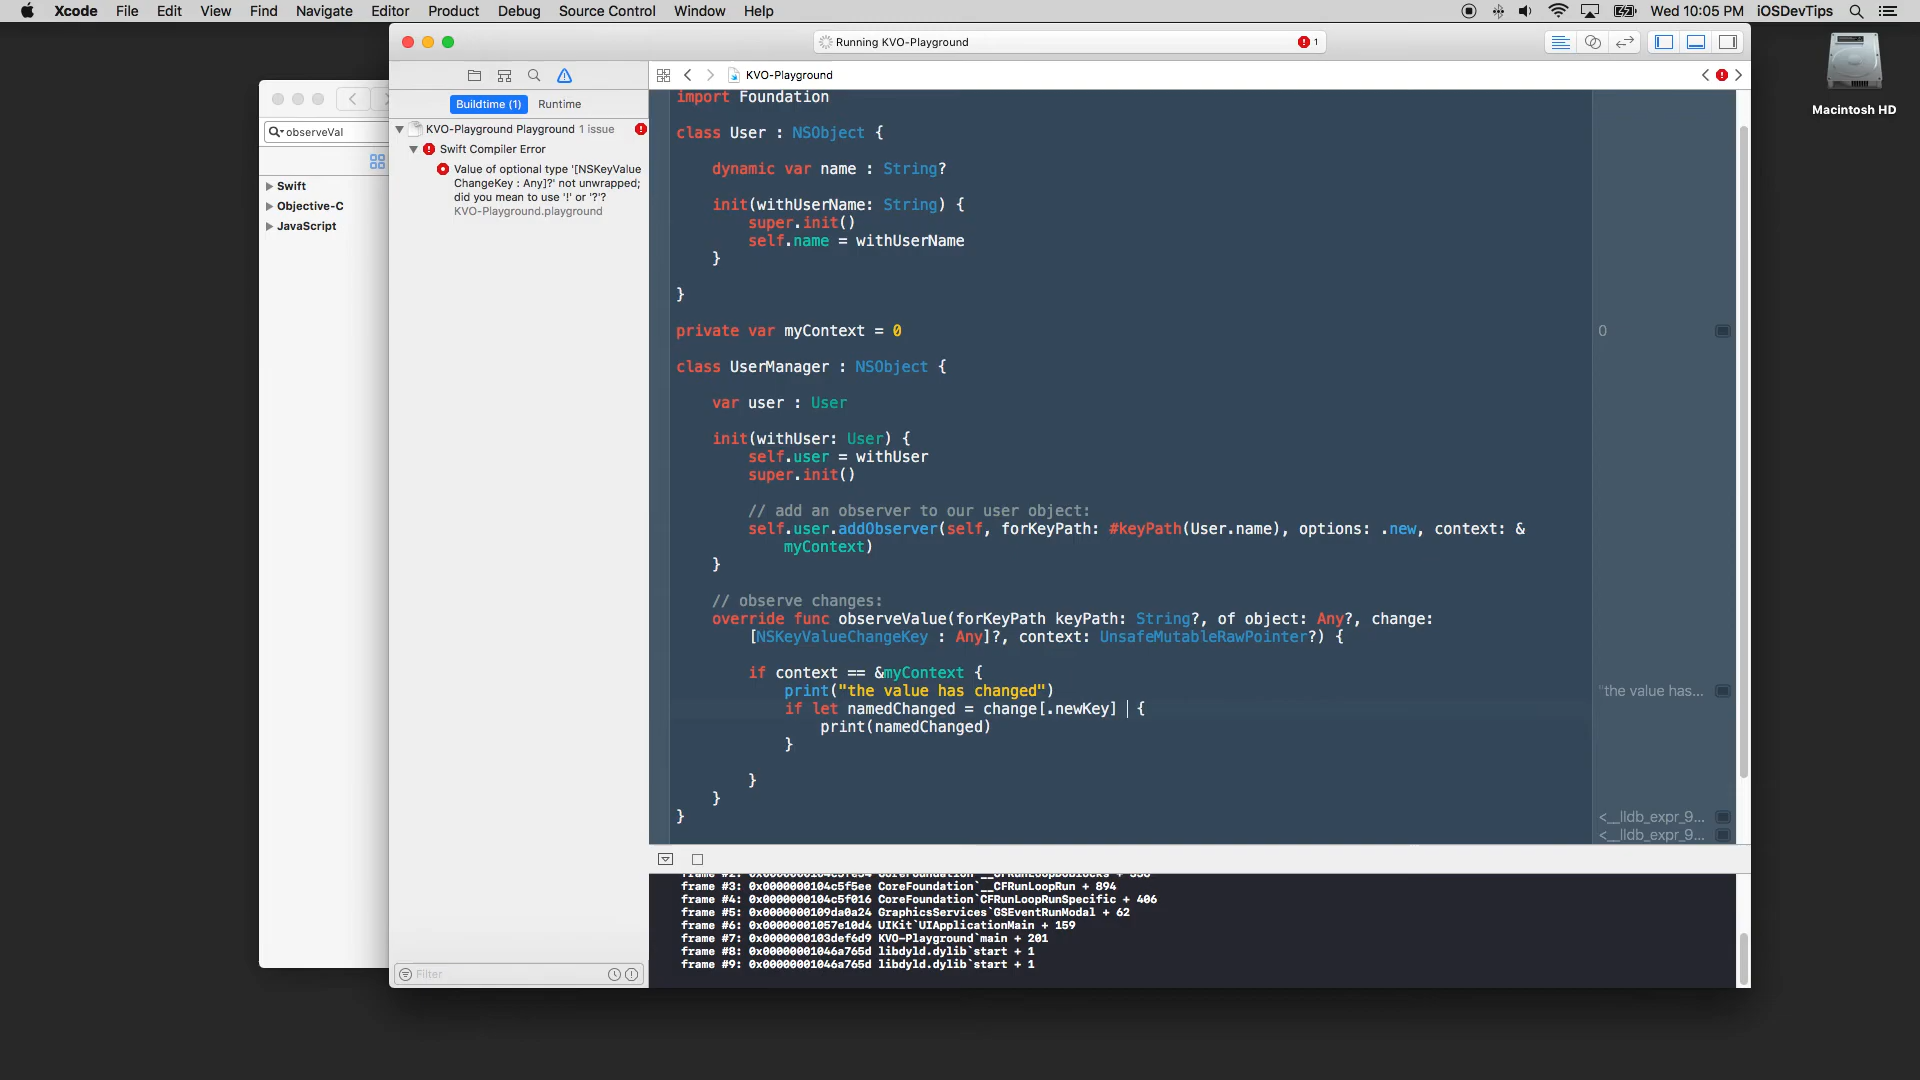 Xcode File Edit View Find Navigate Editor Product Debug Source Control Window Help
Wed 10:05 PM iOSDevTips
Running KVO-Playground
1
KVO-Playground
Macintosh HD
observeVal
Swift
Objective-C
JavaScript
Buildtime (1) Runtime
KVO-Playground Playground 1 issue
Swift Compiler Error
Value of optional type '[NSKeyValue
ChangeKey : Any]?' not unwrapped;
did you mean to use '!' or '?'?
KVO-Playground.playground
Filter
import Foundation
class User : NSObject {
dynamic var name : String?
init(withUserName: String) {
super.init()
self.name = withUserName
}
}
private var myContext = 0
0
class UserManager : NSObject {
var user : User
init(withUser: User) {
self.user = withUser
super.init()
// add an observer to our user object:
self.user.addObserver(self, forKeyPath: #keyPath(User.name), options: .new, context: &
myContext)
}
// observe changes:
override func observeValue(forKeyPath keyPath: String?, of object: Any?, change:
[NSKeyValueChangeKey : Any]?, context: UnsafeMutableRawPointer?) {
if context == &myContext {
print("the value has changed")
"the value has...
if let namedChanged = change[.newKey] {
print(namedChanged)
}
}
}
}
<__lldb_expr_9...
<__lldb_expr_9...
frame #3: 0x0000000104c5f5ee CoreFoundation`__CFRunLoopRun + 894
frame #4: 0x0000000104c5f016 CoreFoundation`CFRunLoopRunSpecific + 406
frame #5: 0x0000000109da0a24 GraphicsServices`GSEventRunModal + 62
frame #6: 0x00000001057e10d4 UIKit`UIApplicationMain + 159
frame #7: 0x0000000103def6d9 KVO-Playground`main + 201
frame #8: 0x00000001046a765d libdyld.dylib`start + 1
frame #9: 0x00000001046a765d libdyld.dylib`start + 1